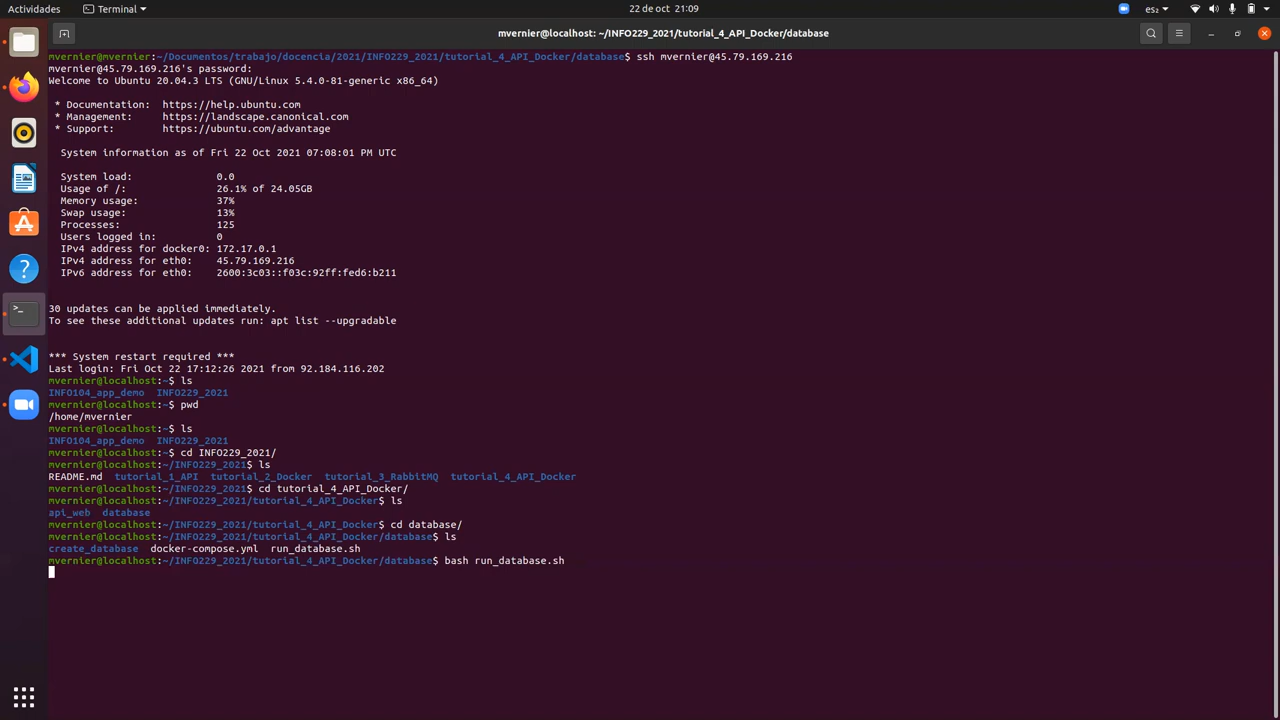 Actividades
Terminal
22 de oct 21:09
es₂
mvernier@localhost: ~/INFO229_2021/tutorial_4_API_Docker/database
mvernier@mvernier:~/Documentos/trabajo/docencia/2021/INFO229_2021/tutorial_4_API_Docker/database$ ssh mvernier@45.79.169.216
mvernier@45.79.169.216's password:
Welcome to Ubuntu 20.04.3 LTS (GNU/Linux 5.4.0-81-generic x86_64)
* Documentation: https://help.ubuntu.com
* Management: https://landscape.canonical.com
* Support: https://ubuntu.com/advantage
System information as of Fri 22 Oct 2021 07:08:01 PM UTC
System load: 0.0
Usage of /: 26.1% of 24.05GB
Memory usage: 37%
Swap usage: 13%
Processes: 125
Users logged in: 0
IPv4 address for docker0: 172.17.0.1
IPv4 address for eth0: 45.79.169.216
IPv6 address for eth0: 2600:3c03::f03c:92ff:fed6:b211
30 updates can be applied immediately.
To see these additional updates run: apt list --upgradable
*** System restart required ***
Last login: Fri Oct 22 17:12:26 2021 from 92.184.116.202
mvernier@localhost:~$ ls
INFO104_app_demo INFO229_2021
mvernier@localhost:~$ pwd
/home/mvernier
mvernier@localhost:~$ ls
INFO104_app_demo INFO229_2021
mvernier@localhost:~$ cd INFO229_2021/
mvernier@localhost:~/INFO229_2021$ ls
README.md tutorial_1_API tutorial_2_Docker tutorial_3_RabbitMQ tutorial_4_API_Docker
mvernier@localhost:~/INFO229_2021$ cd tutorial_4_API_Docker/
mvernier@localhost:~/INFO229_2021/tutorial_4_API_Docker$ ls
api_web database
mvernier@localhost:~/INFO229_2021/tutorial_4_API_Docker$ cd database/
mvernier@localhost:~/INFO229_2021/tutorial_4_API_Docker/database$ ls
create_database docker-compose.yml run_database.sh
mvernier@localhost:~/INFO229_2021/tutorial_4_API_Docker/database$ bash run_database.sh